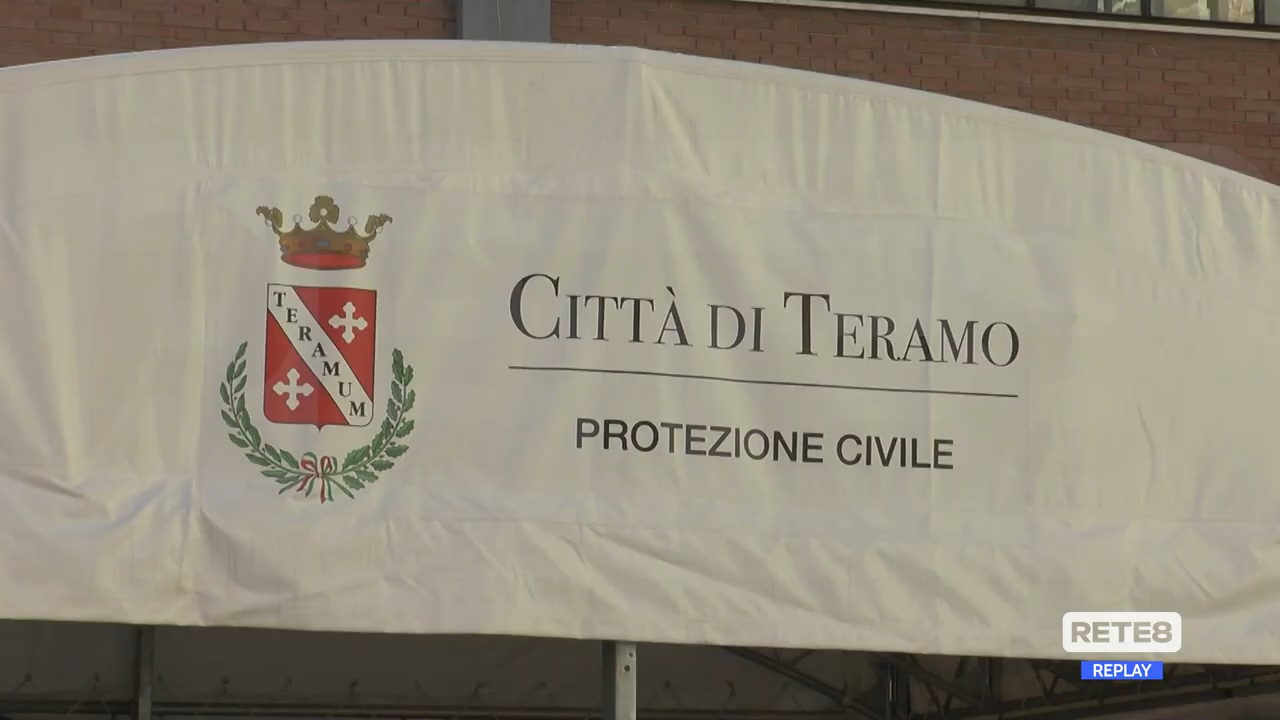 TERAMUM
CITTÀ DI TERAMO
PROTEZIONE CIVILE
RETE8
REPLAY